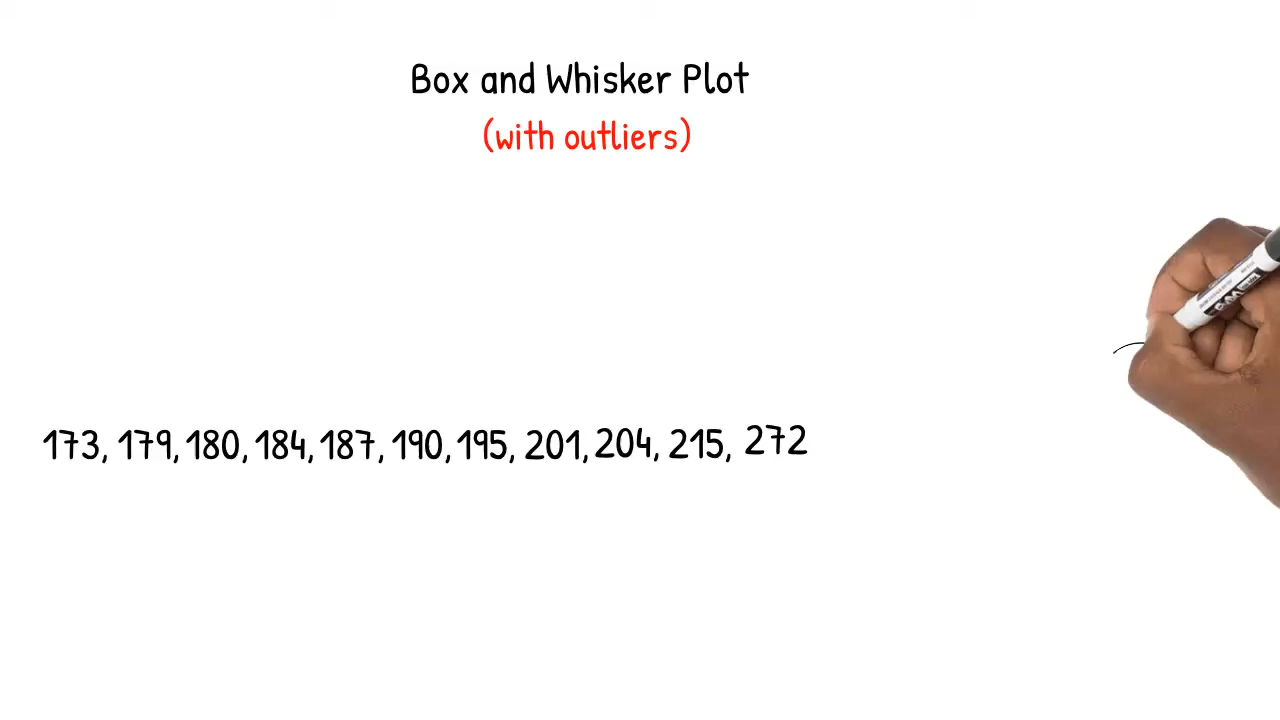 Box and Whisker Plot
(with outliers)
173, 179, 180, 184, 187, 190, 195, 201, 204, 215, 272